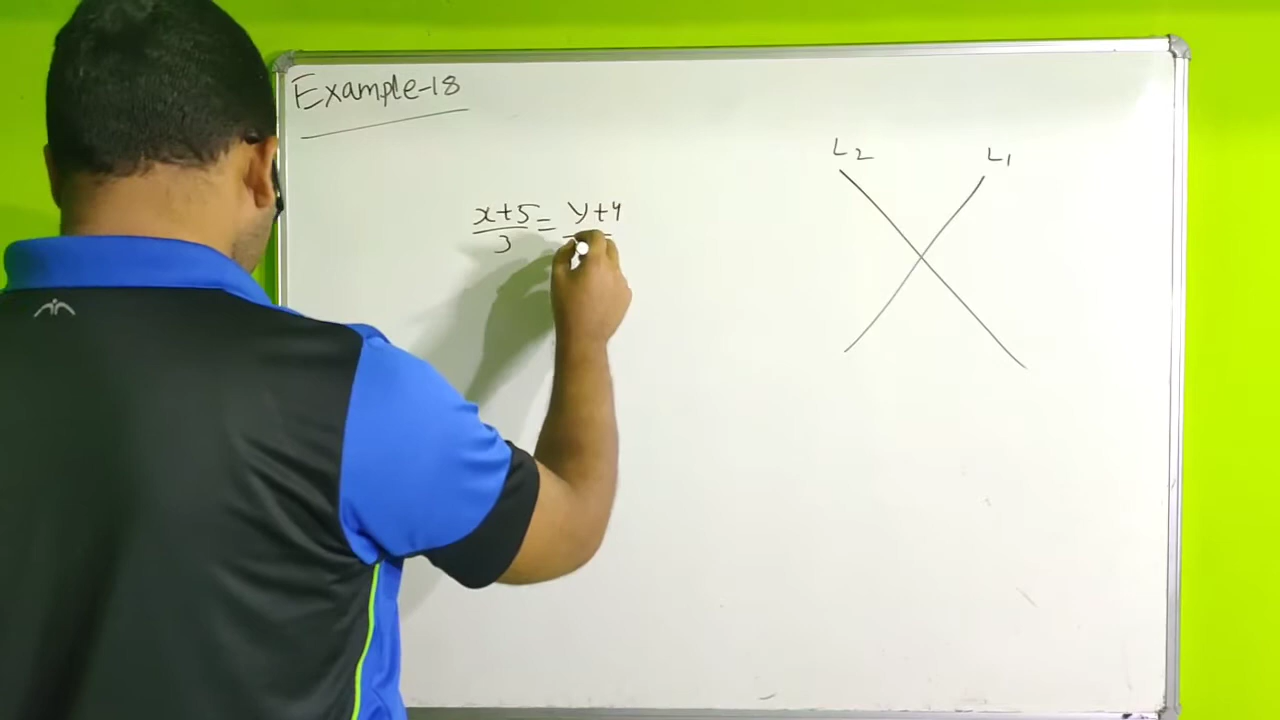 Example-18
L2 L1
x+5/3 = y+4